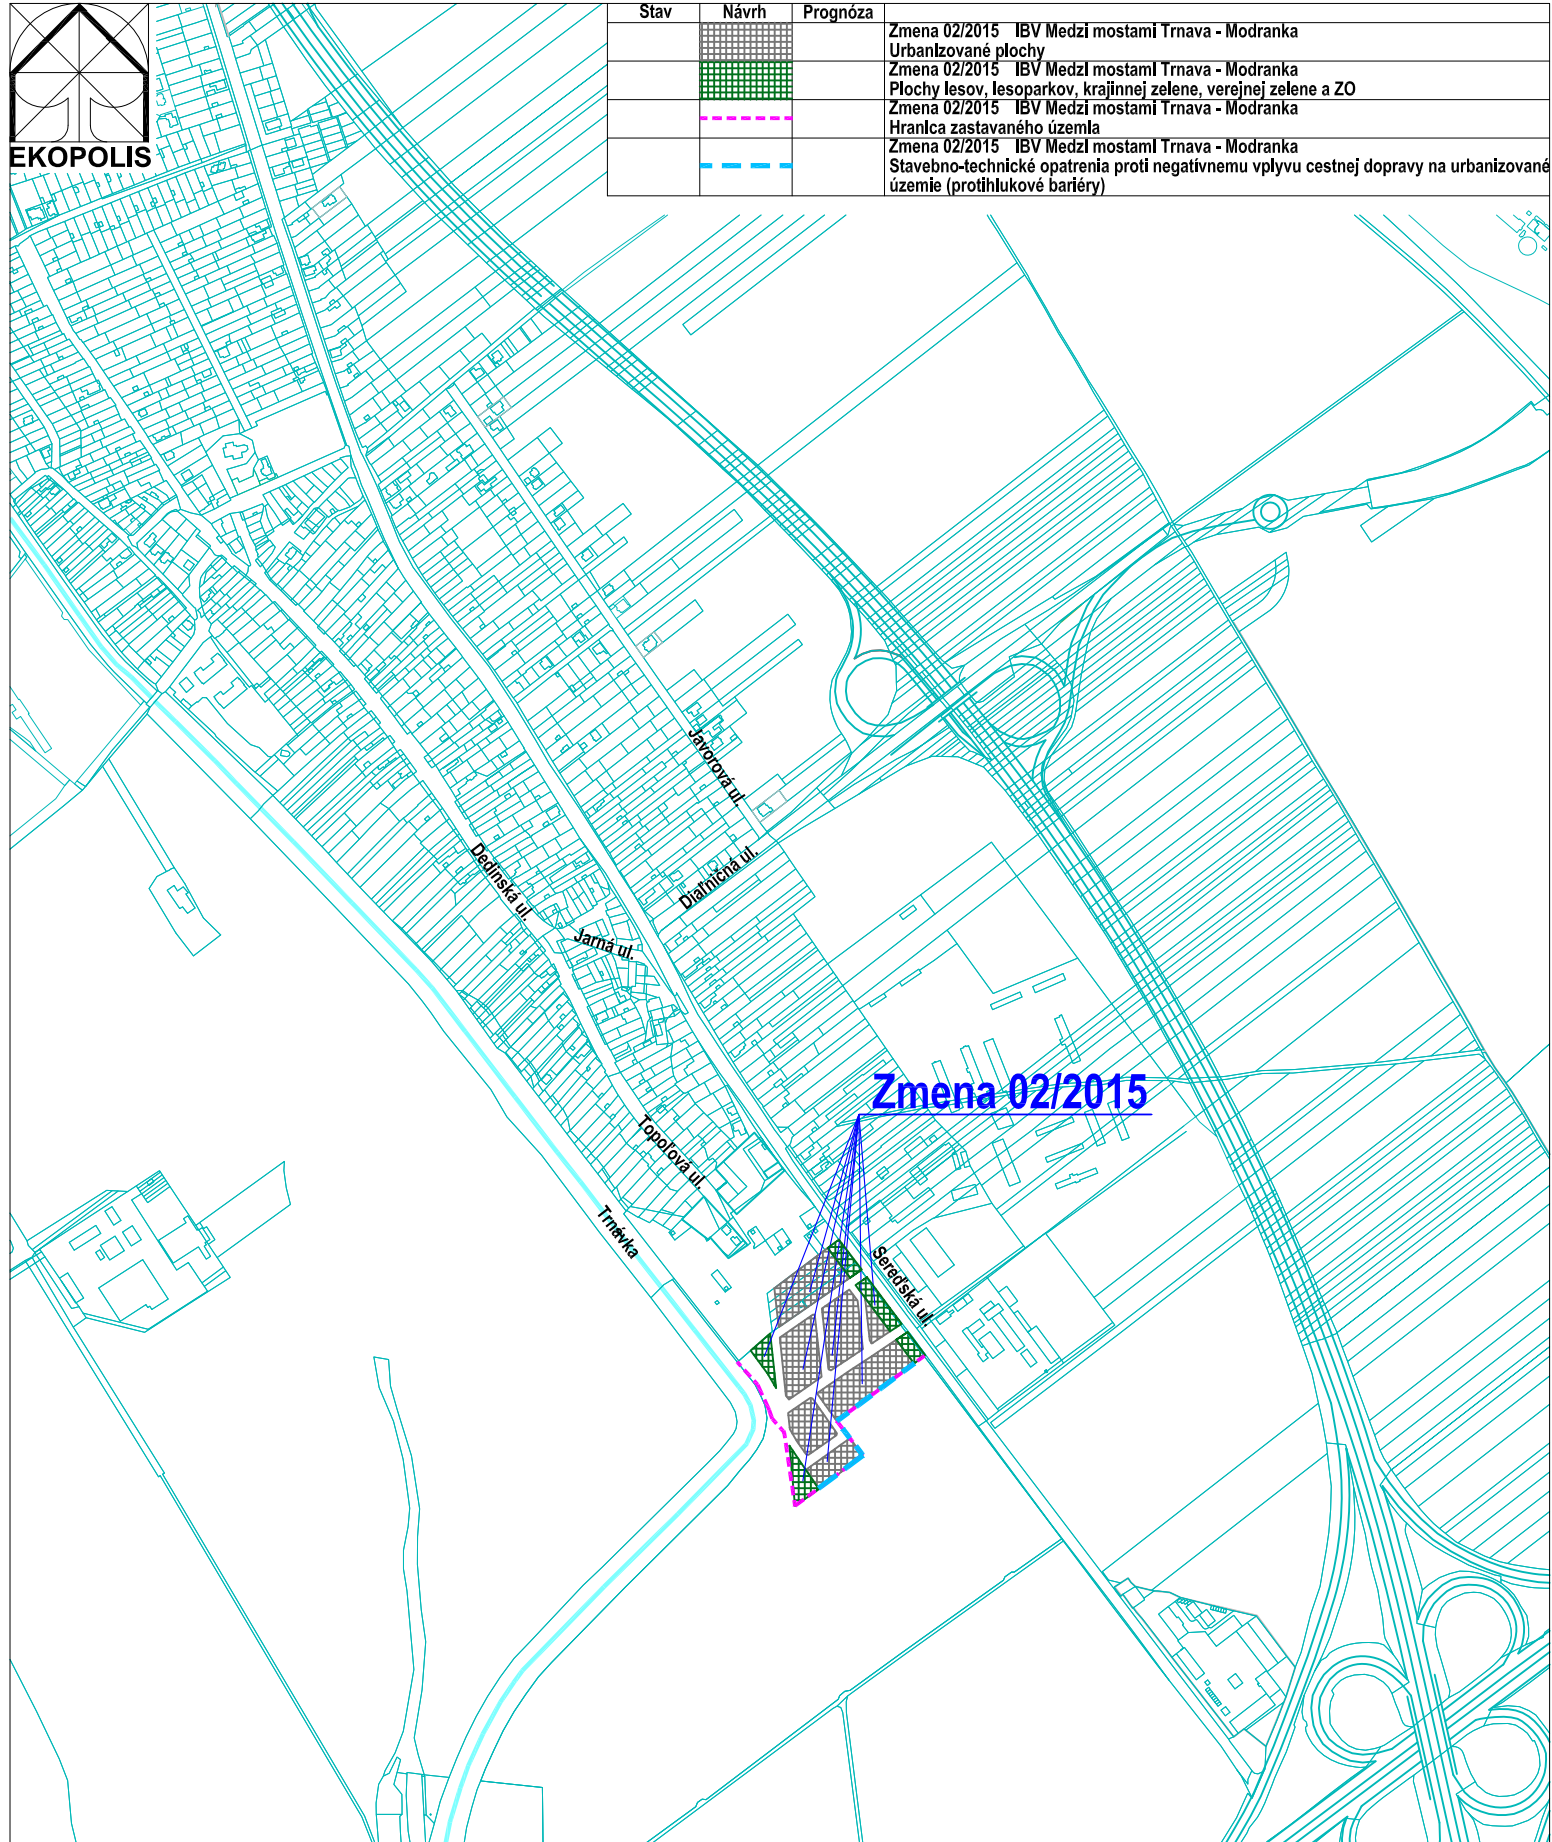 EKOPOLIS
Stav Návrh Prognóza
Zmena 02/2015 IBV Medzi mostami Trnava - Modranka
Urbanizované plochy
Zmena 02/2015 IBV Medzi mostami Trnava - Modranka
Plochy lesov, lesoparkov, krajinnej zelene, verejnej zelene a ZO
Zmena 02/2015 IBV Medzi mostami Trnava - Modranka
Hranica zastavaného územia
Zmena 02/2015 IBV Medzi mostami Trnava - Modranka
Stavebno-technické opatrenia proti negatívnemu vplyvu cestnej dopravy na urbanizované
územie (protihlukové bariéry)
Javorová ul.
Dedinská ul.
Diaľničná ul.
Jarná ul.
Zmena 02/2015
Topoľová ul.
Trnávka
Sereďská ul.